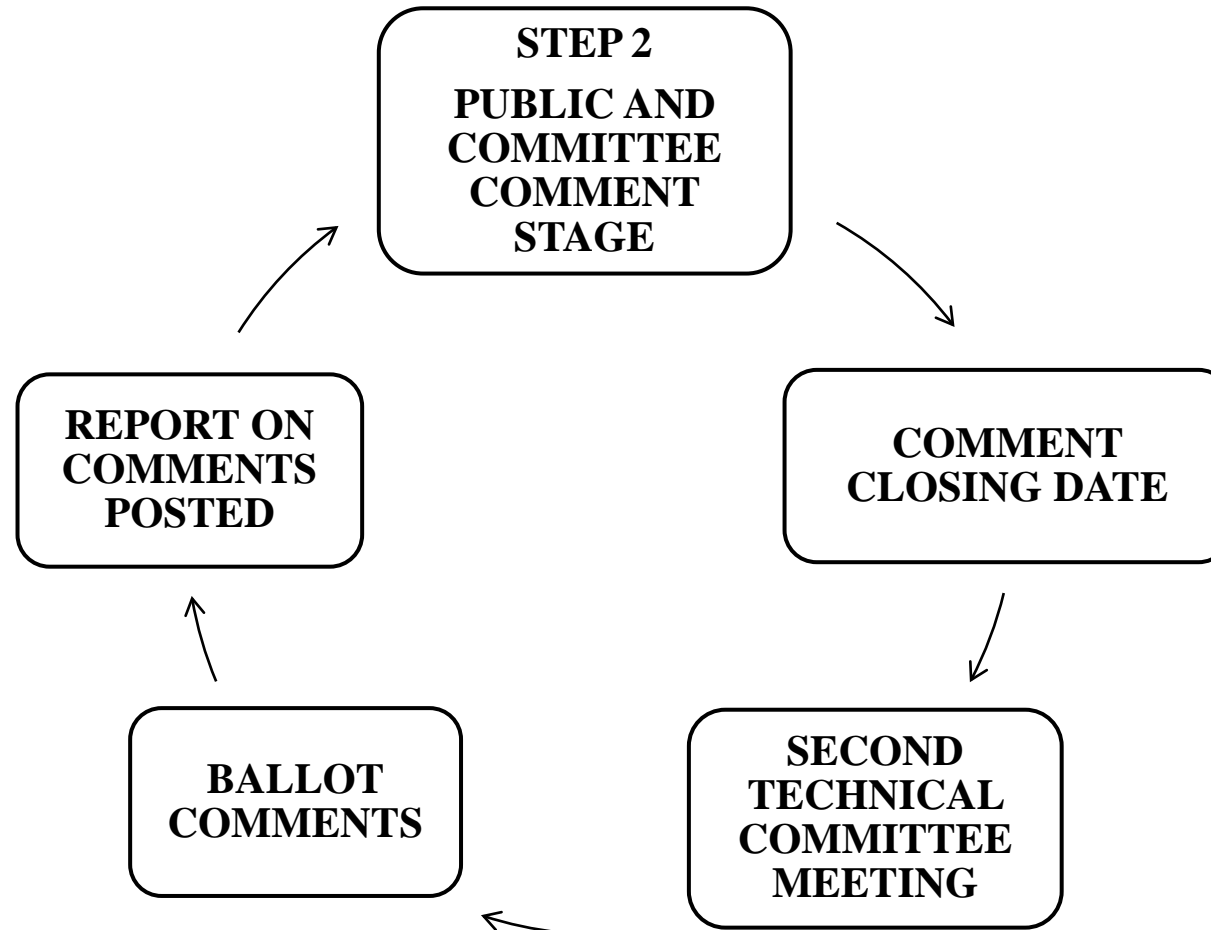 STEP 2
PUBLIC AND
COMMITTEE
COMMENT
STAGE
COMMENT
CLOSING DATE
SECOND
TECHNICAL
COMMITTEE
MEETING
BALLOT
COMMENTS
REPORT ON
COMMENTS
POSTED